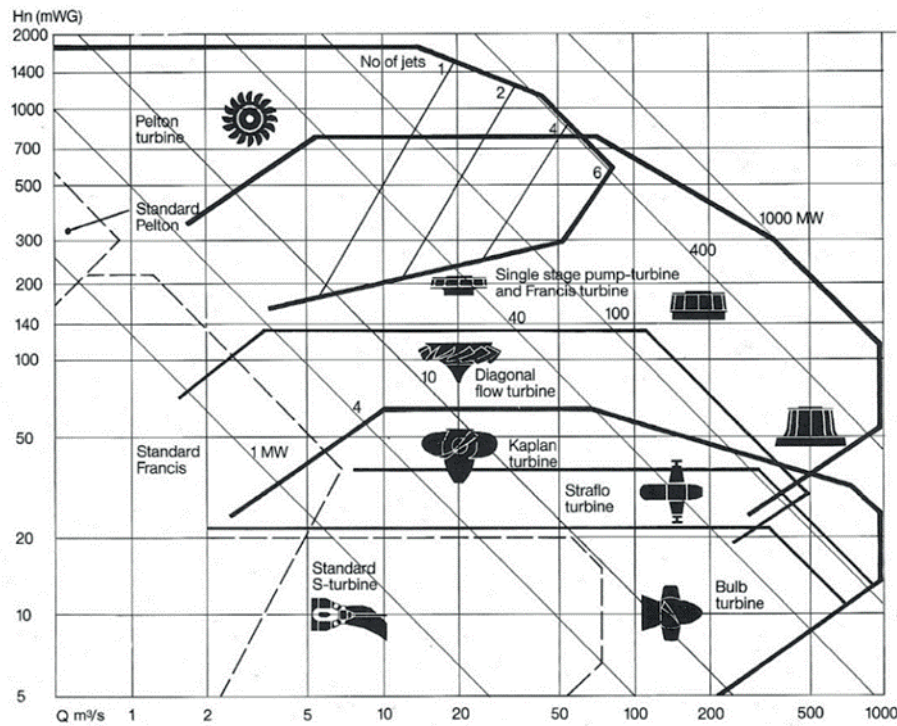 Hn (mWG)
2000
1400
1000
700
500
300
200
140
100
50
20
10
5
No of jets
1
2
4
6
Pelton
turbine
Standard
Pelton
1000 MW
400
Single stage pump-turbine
and Francis turbine
40
100
10
Diagonal
flow turbine
4
Kaplan
turbine
Standard
Francis
1 MW
Straflo
turbine
Standard
S-turbine
Bulb
turbine
Q m³/s
1
2
5
10
20
50
100
200
500
1000